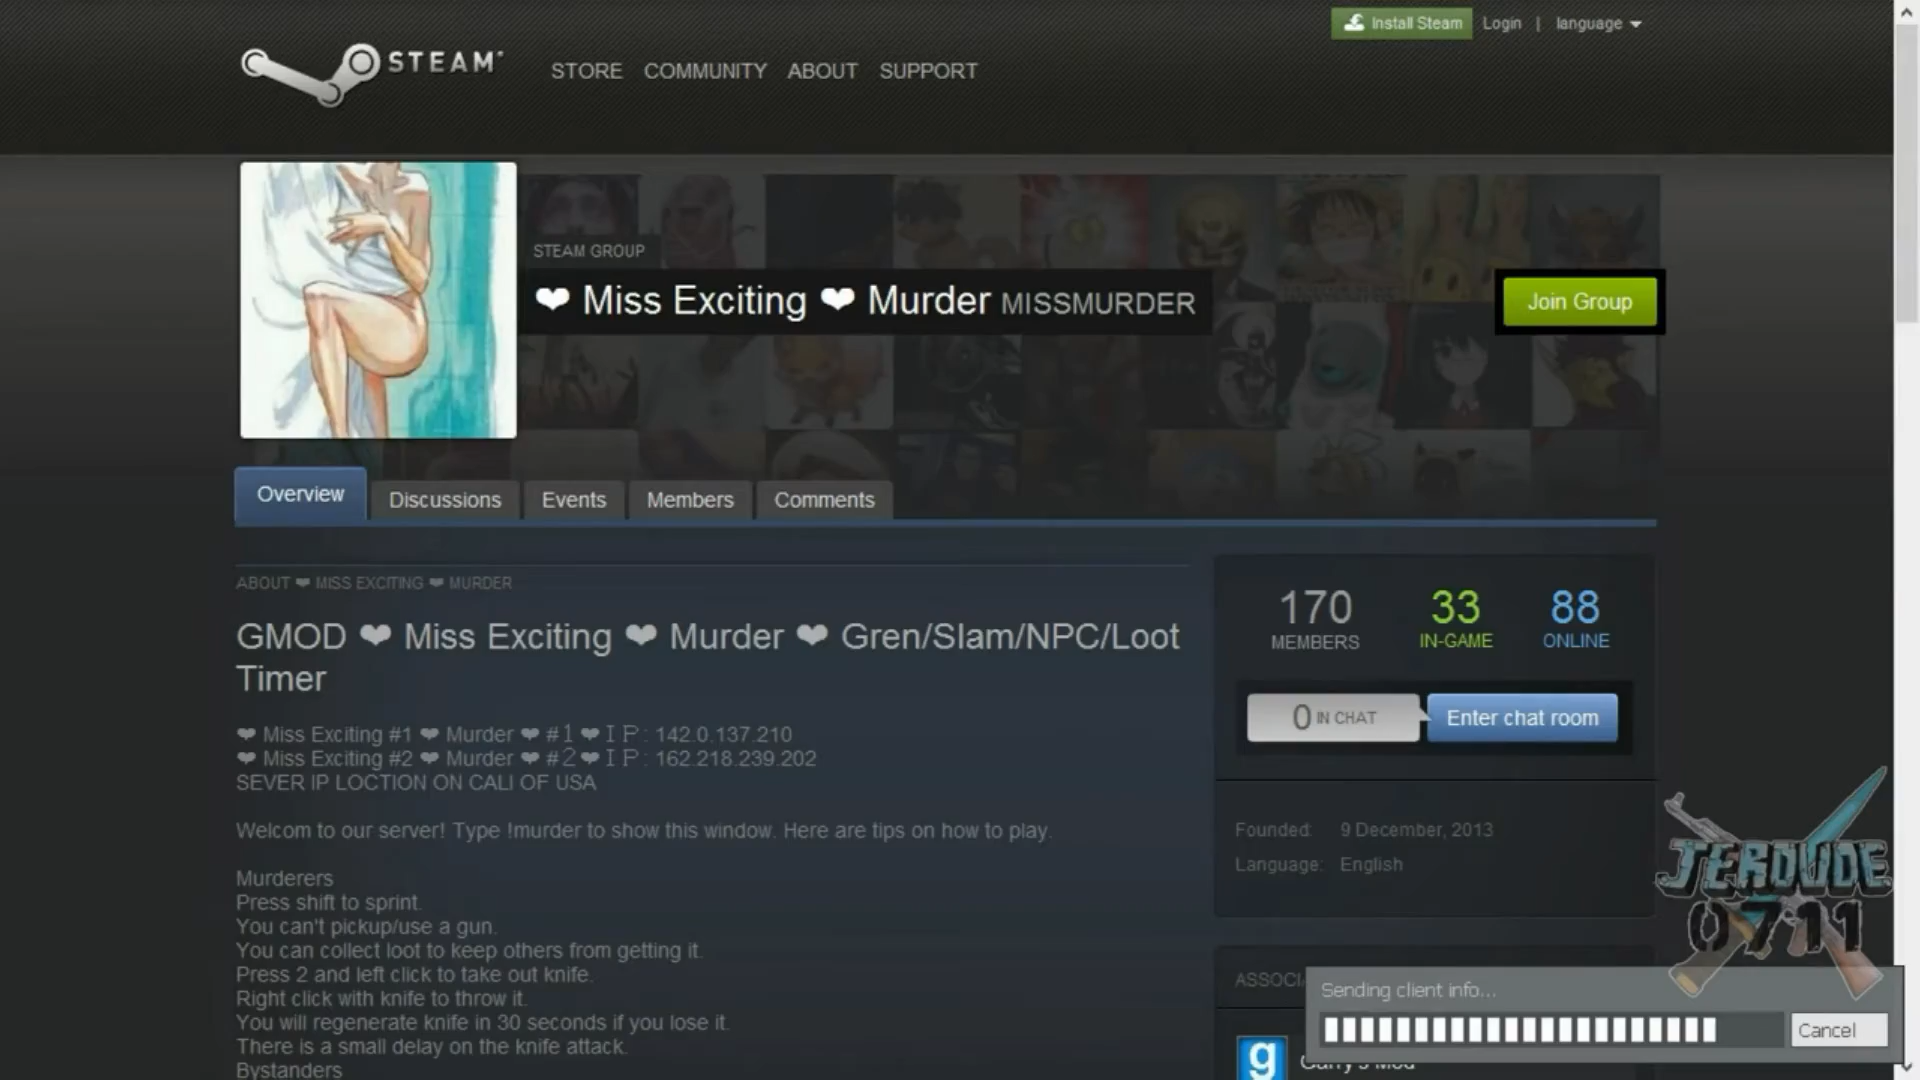 Install Steam Login | language
STEAM
STORE COMMUNITY ABOUT SUPPORT
STEAM GROUP
❤ Miss Exciting ❤ Murder MISSMURDER
Join Group
Overview Discussions Events Members Comments
ABOUT ❤ MISS EXCITING ❤ MURDER
GMOD ❤ Miss Exciting ❤ Murder ❤ Gren/Slam/NPC/Loot
Timer
❤ Miss Exciting #1 ❤ Murder ❤ #1 ❤ I P : 142.0.137.210
❤ Miss Exciting #2 ❤ Murder ❤ #2 ❤ I P : 162.218.239.202
SEVER IP LOCTION ON CALI OF USA
Welcom to our server! Type !murder to show this window. Here are tips on how to play.
Murderers
Press shift to sprint.
You can't pickup/use a gun.
You can collect loot to keep others from getting it.
Press 2 and left click to take out knife.
Right click with knife to throw it.
You will regenerate knife in 30 seconds if you lose it.
There is a small delay on the knife attack.
Bystanders
170 33 88
MEMBERS IN-GAME ONLINE
0 IN CHAT Enter chat room
Founded: 9 December, 2013
Language: English
JERDUDE
0711
ASSOCI
Sending client info...
Cancel
g Garry's Mod